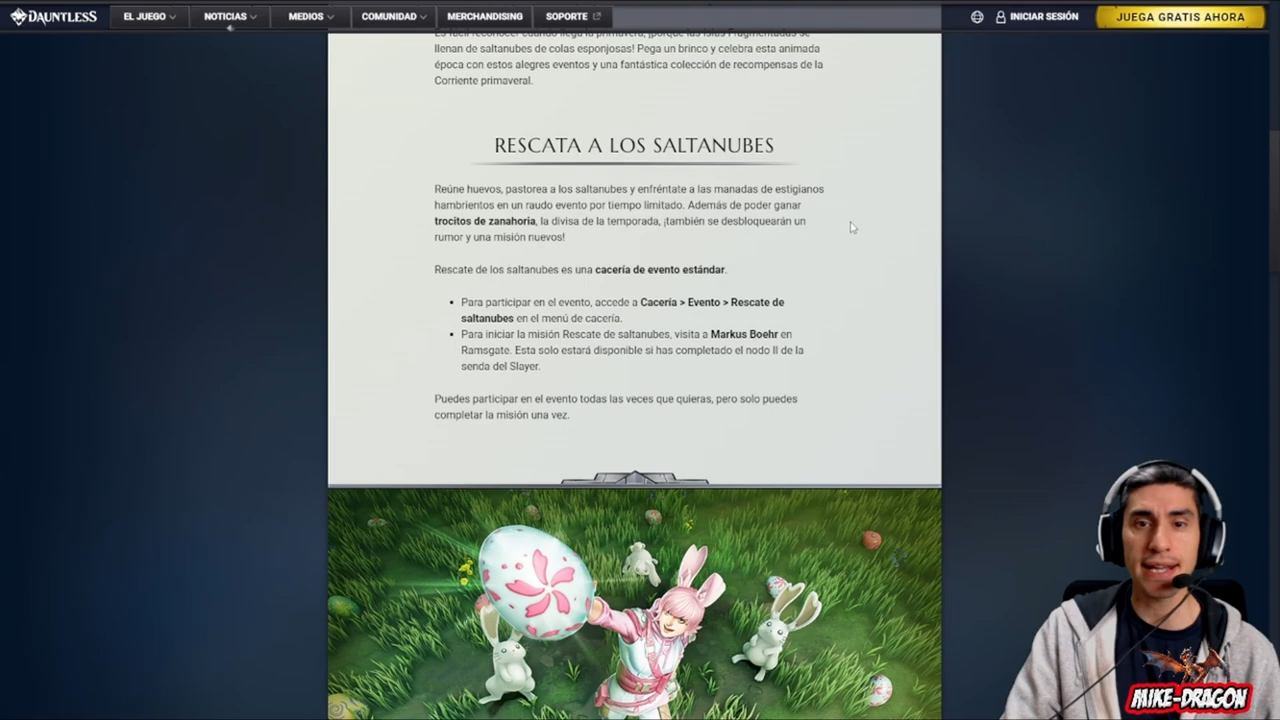 DAUNTLESS
EL JUEGO
NOTICIAS
MEDIOS
COMUNIDAD
MERCHANDISING
SOPORTE
INICIAR SESIÓN
JUEGA GRATIS AHORA
Es fácil reconocer cuando llega la primavera, ¡porque las Islas Fragmentadas se
llenan de saltanubes de colas esponjosas! Pega un brinco y celebra esta animada
época con estos alegres eventos y una fantástica colección de recompensas de la
Corriente primaveral.
RESCATA A LOS SALTANUBES
Reúne huevos, pastorea a los saltanubes y enfréntate a las manadas de estigianos
hambrientos en un raudo evento por tiempo limitado. Además de poder ganar
trocitos de zanahoria, la divisa de la temporada, ¡también se desbloquearán un
rumor y una misión nuevos!
Rescate de los saltanubes es una cacería de evento estándar.
• Para participar en el evento, accede a Cacería > Evento > Rescate de
saltanubes en el menú de cacería.
• Para iniciar la misión Rescate de saltanubes, visita a Markus Boehr en
Ramsgate. Esta solo estará disponible si has completado el nodo II de la
senda del Slayer.
Puedes participar en el evento todas las veces que quieras, pero solo puedes
completar la misión una vez.
MIKE-DRAGON